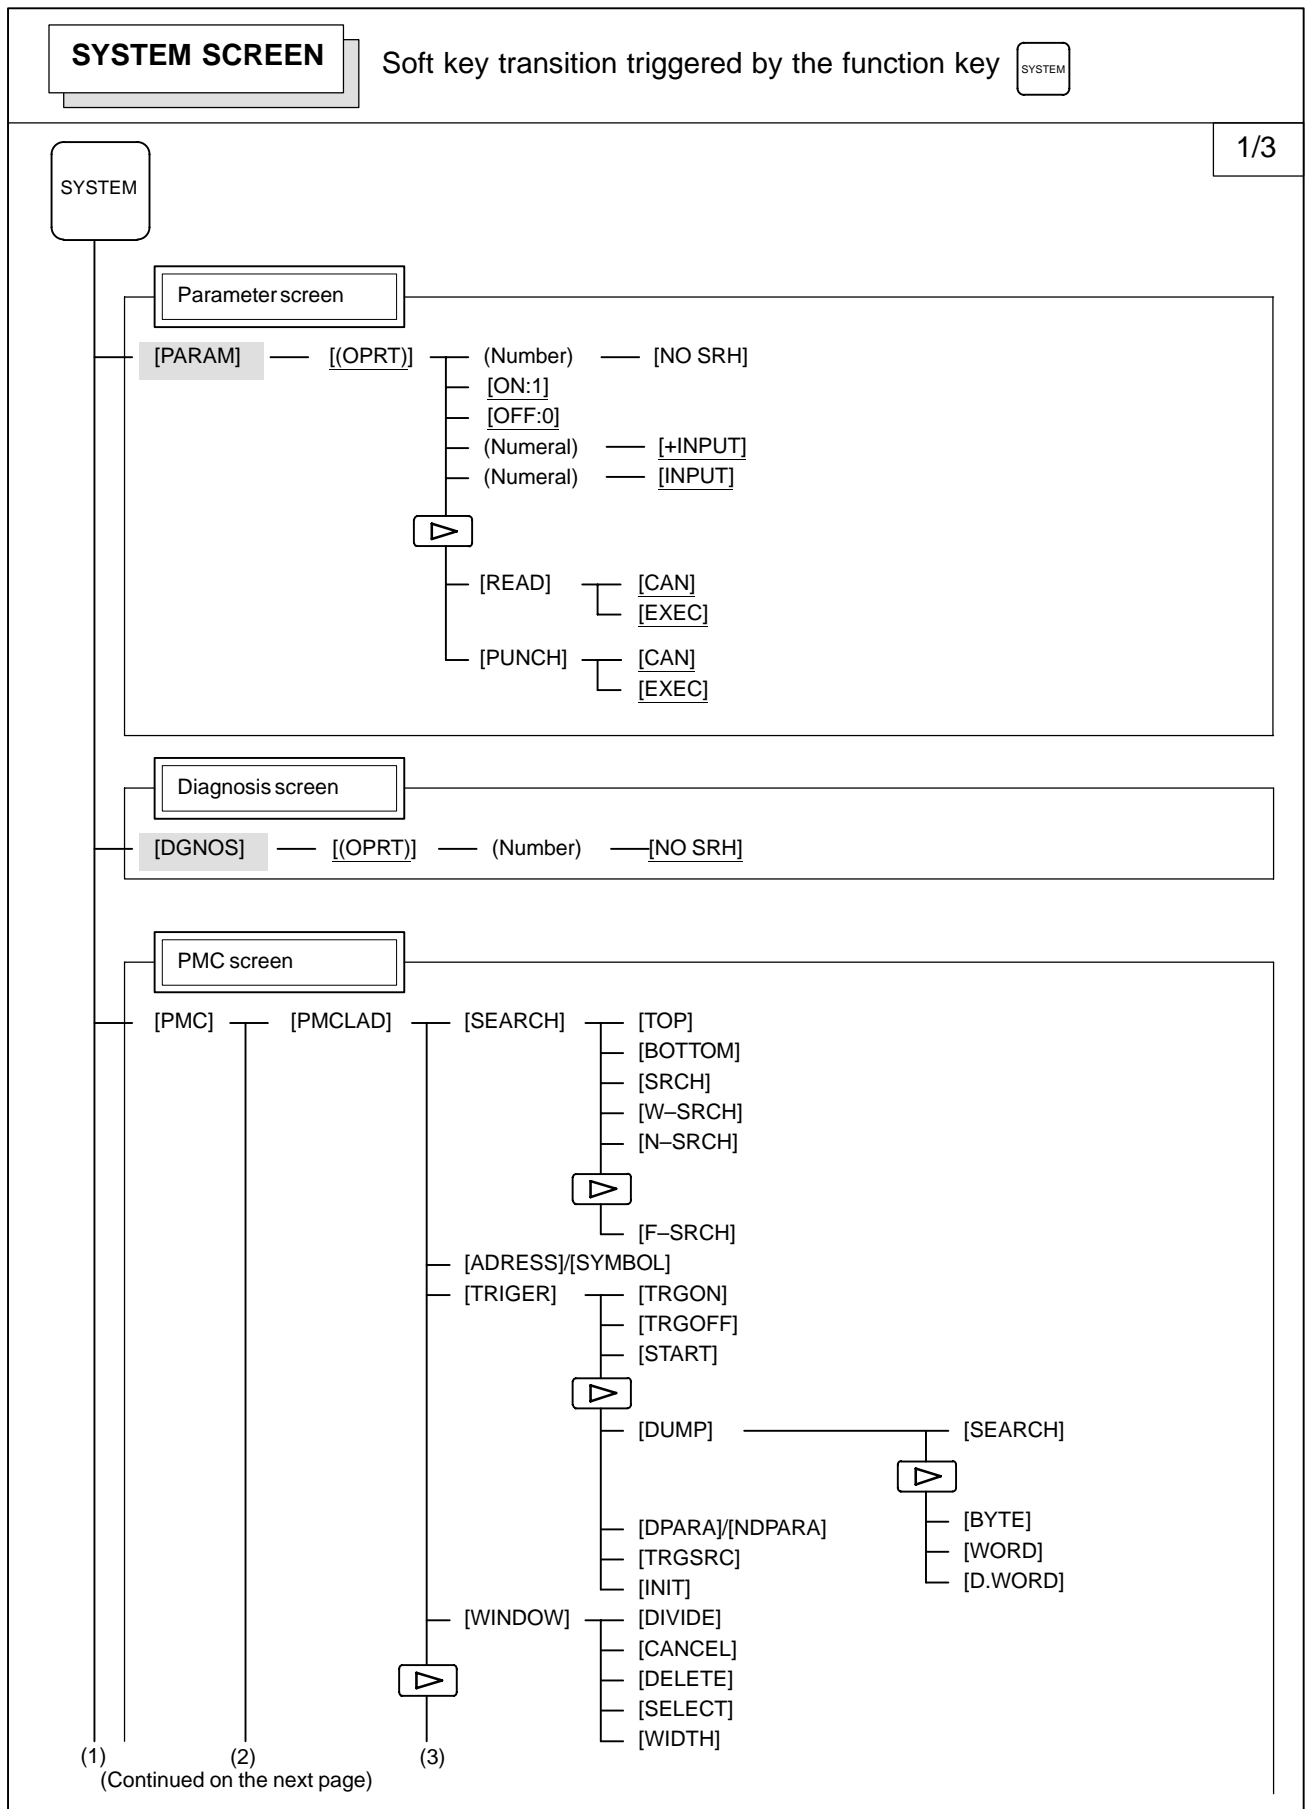 SYSTEM SCREEN Soft key transition triggered by the function key SYSTEM
1/3
SYSTEM
Parameter screen
[PARAM] [(OPRT)] (Number) [NO SRH]
[ON:1]
[OFF:0]
(Numeral) [+INPUT]
(Numeral) [INPUT]
[READ] [CAN]
[EXEC]
[PUNCH] [CAN]
[EXEC]
Diagnosis screen
[DGNOS] [(OPRT)] (Number) [NO SRH]
PMC screen
[PMC] [PMCLAD] [SEARCH] [TOP]
[BOTTOM]
[SRCH]
[W–SRCH]
[N–SRCH]
[F–SRCH]
[ADRESS]/[SYMBOL]
[TRIGER] [TRGON]
[TRGOFF]
[START]
[DUMP] [SEARCH]
[BYTE]
[DPARA]/[NDPARA]
[WORD]
[TRGSRC]
[D.WORD]
[INIT]
[WINDOW] [DIVIDE]
[CANCEL]
[DELETE]
[SELECT]
[WIDTH]
(1) (2) (3)
(Continued on the next page)